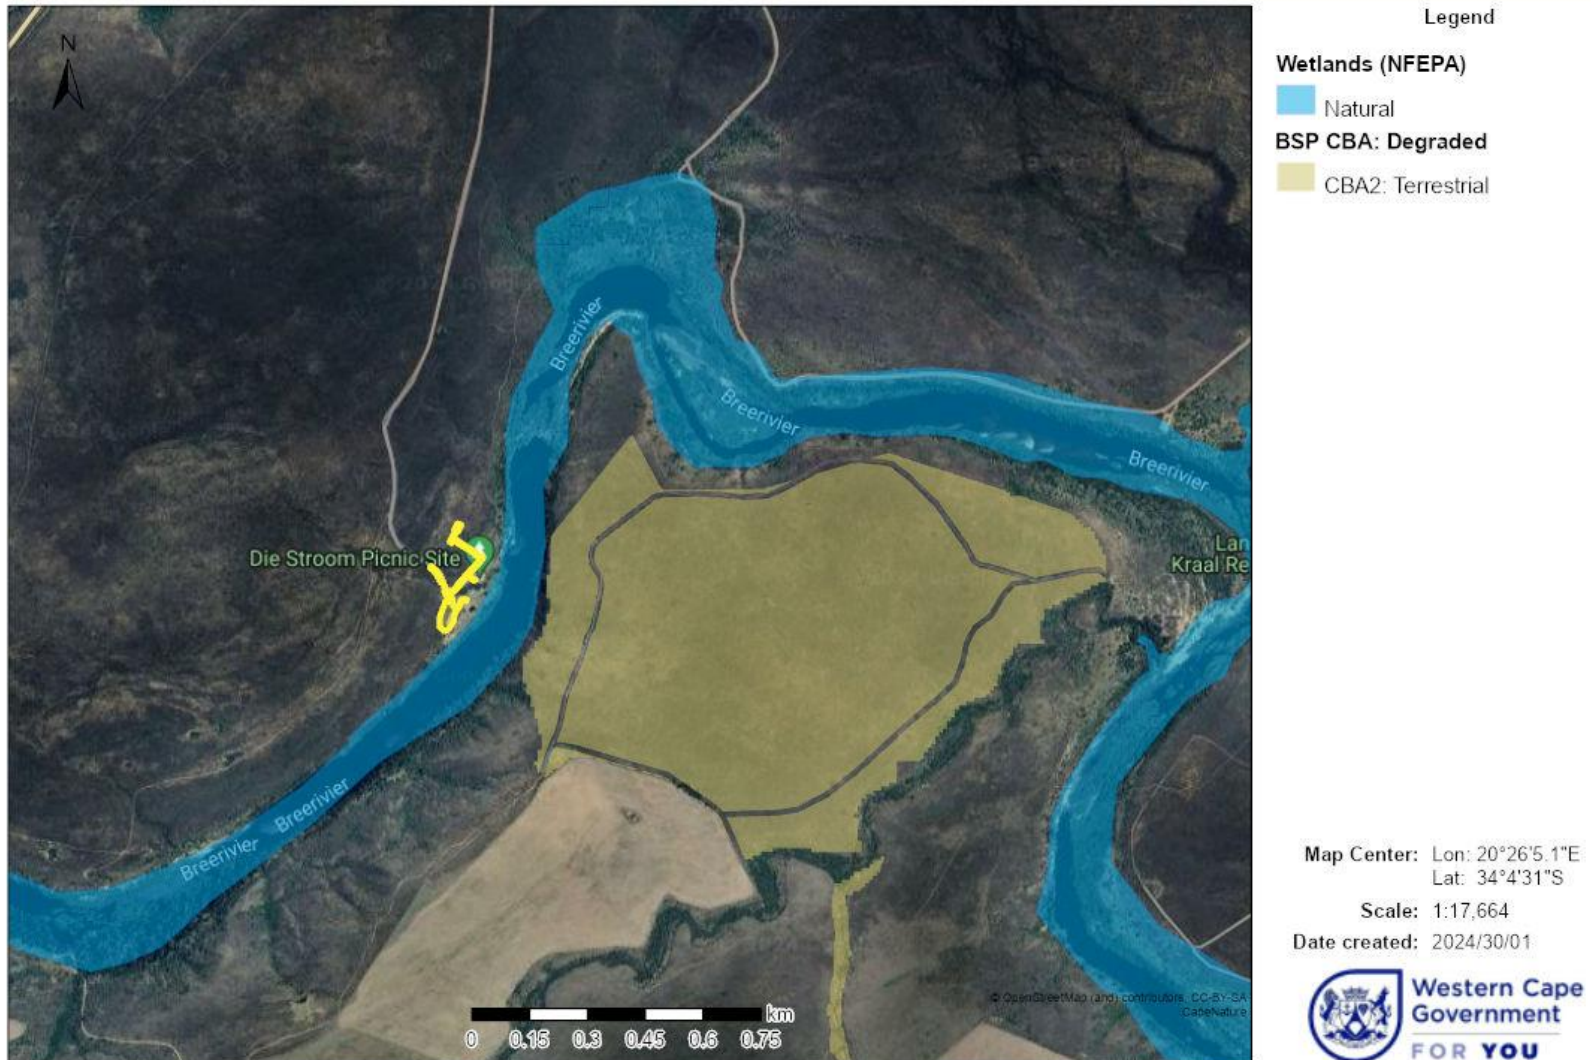 N
Breerivier
Breerivier
Breerivier
Die Stroom Picnic Site
Lan
Kraal Re
Breerivier
Breerivier
© OpenStreetMap (and) contributors, CC-BY-SA
CapeNature
km
0 0.15 0.3 0.45 0.6 0.75
Legend
Wetlands (NFEPA)
Natural
BSP CBA: Degraded
CBA2: Terrestrial
Map Center: Lon: 20°26'5.1"E
Lat: 34°4'31"S
Scale: 1:17,664
Date created: 2024/30/01
Western Cape
Government
FOR YOU